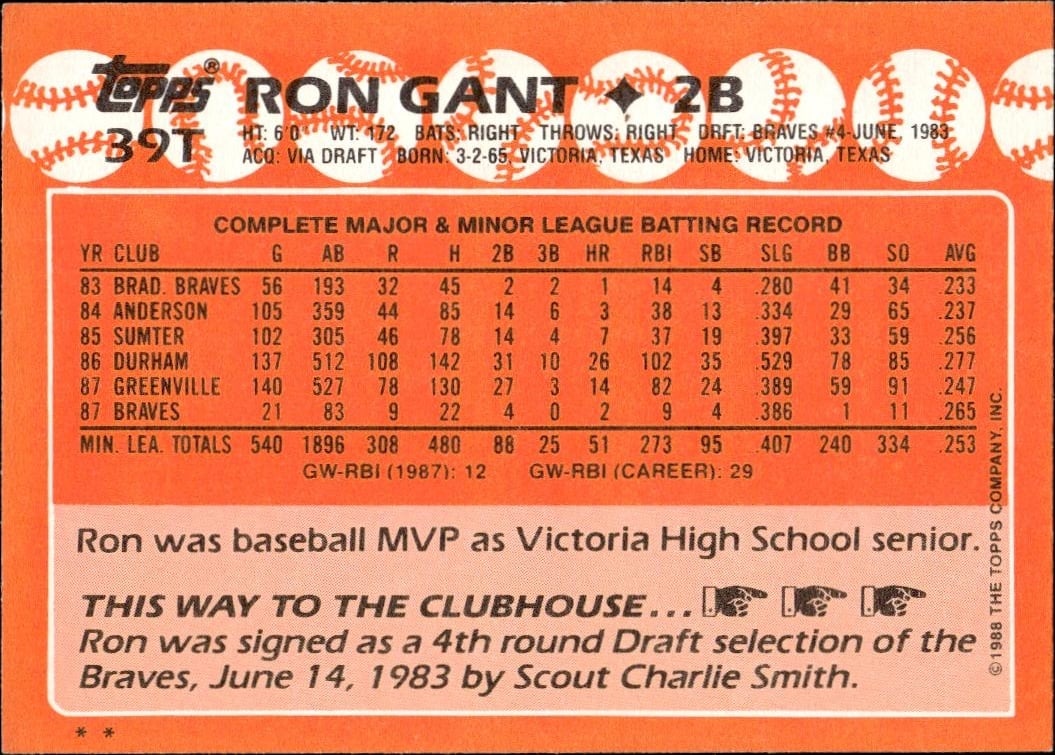 topps® RON GANT ◆ 2B
39T HT: 6'0" WT: 172 BATS: RIGHT THROWS: RIGHT DRFT: BRAVES #4-JUNE, 1983
ACQ: VIA DRAFT BORN: 3-2-65, VICTORIA, TEXAS HOME: VICTORIA, TEXAS
COMPLETE MAJOR & MINOR LEAGUE BATTING RECORD
YR CLUB G AB R H 2B 3B HR RBI SB SLG BB SO AVG
83 BRAD. BRAVES 56 193 32 45 2 2 1 14 4 .280 41 34 .233
84 ANDERSON 105 359 44 85 14 6 3 38 13 .334 29 65 .237
85 SUMTER 102 305 46 78 14 4 7 37 19 .397 33 59 .256
86 DURHAM 137 512 108 142 31 10 26 102 35 .529 78 85 .277
87 GREENVILLE 140 527 78 130 27 3 14 82 24 .389 59 91 .247
87 BRAVES 21 83 9 22 4 0 2 9 4 .386 1 11 .265
MIN. LEA. TOTALS 540 1896 308 480 88 25 51 273 95 .407 240 334 .253
GW-RBI (1987): 12 GW-RBI (CAREER): 29
Ron was baseball MVP as Victoria High School senior.
THIS WAY TO THE CLUBHOUSE...
Ron was signed as a 4th round Draft selection of the
Braves, June 14, 1983 by Scout Charlie Smith.
©1988 THE TOPPS COMPANY, INC.
* *